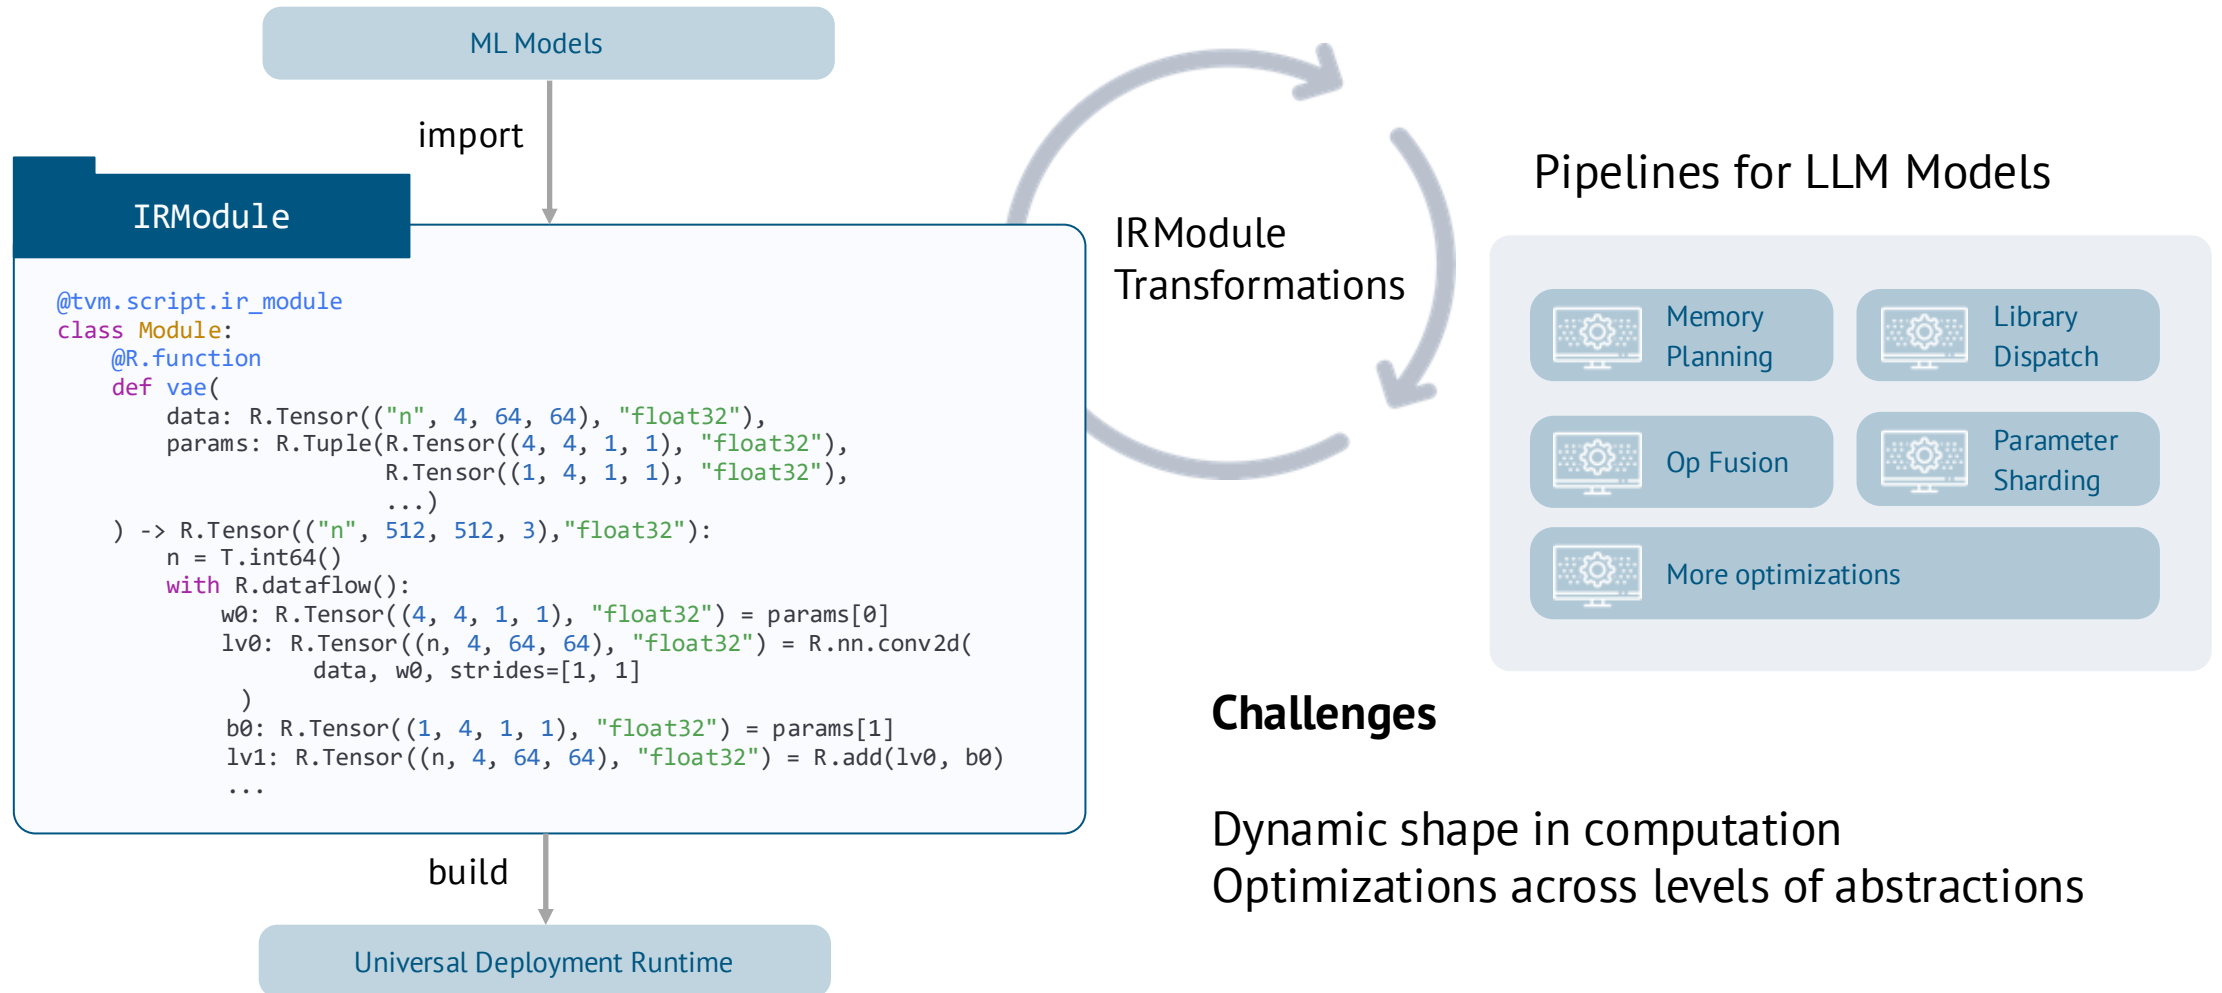 ML Models
import
IRModule
@tvm.script.ir_module
class Module:
    @R.function
    def vae(
        data: R.Tensor(("n", 4, 64, 64), "float32"),
        params: R.Tuple(R.Tensor((4, 4, 1, 1), "float32"),
                        R.Tensor((1, 4, 1, 1), "float32"),
                        ...)
    ) -> R.Tensor(("n", 512, 512, 3),"float32"):
        n = T.int64()
        with R.dataflow():
            w0: R.Tensor((4, 4, 1, 1), "float32") = params[0]
            lv0: R.Tensor((n, 4, 64, 64), "float32") = R.nn.conv2d(
                   data, w0, strides=[1, 1]
             )
            b0: R.Tensor((1, 4, 1, 1), "float32") = params[1]
            lv1: R.Tensor((n, 4, 64, 64), "float32") = R.add(lv0, b0)
            ...
build
Universal Deployment Runtime
IRModule
Transformations
Pipelines for LLM Models
Memory
Planning
Library
Dispatch
Op Fusion
Parameter
Sharding
More optimizations
Challenges
Dynamic shape in computation
Optimizations across levels of abstractions